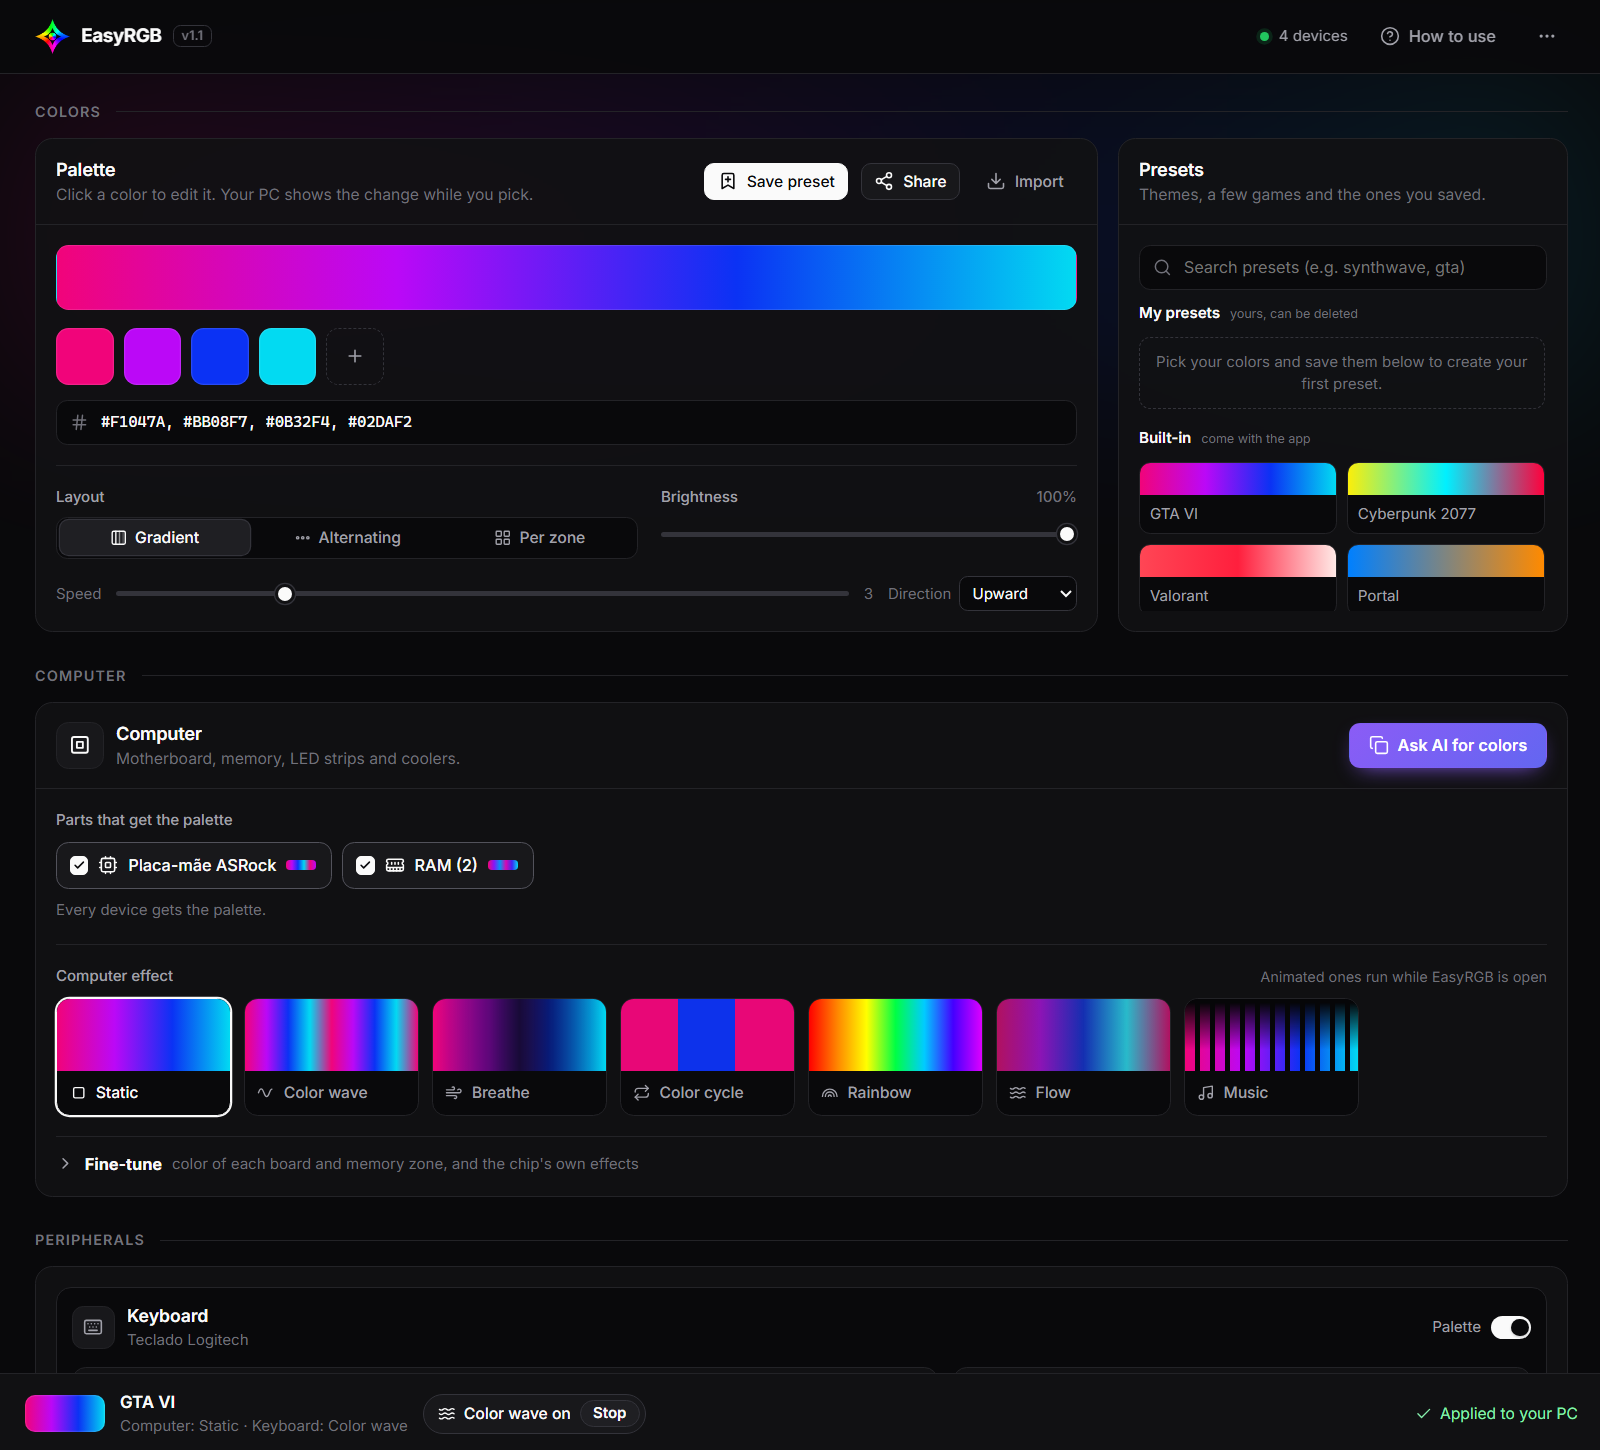 EasyRGB v1.1
4 devices
How to use
COLORS
Palette
Click a color to edit it. Your PC shows the change while you pick.
Save preset
Share
Import
#F1047A, #BB08F7, #0B32F4, #02DAF2
Layout
Gradient
Alternating
Per zone
Brightness
100%
Speed
3
Direction
Upward
Presets
Themes, a few games and the ones you saved.
Search presets (e.g. synthwave, gta)
My presets yours, can be deleted
Pick your colors and save them below to create your
first preset.
Built-in come with the app
GTA VI
Cyberpunk 2077
Valorant
Portal
COMPUTER
Computer
Motherboard, memory, LED strips and coolers.
Ask AI for colors
Parts that get the palette
Placa-mãe ASRock
RAM (2)
Every device gets the palette.
Computer effect
Animated ones run while EasyRGB is open
Static
Color wave
Breathe
Color cycle
Rainbow
Flow
Music
Fine-tune color of each board and memory zone, and the chip's own effects
PERIPHERALS
Keyboard
Teclado Logitech
Palette
GTA VI
Computer: Static · Keyboard: Color wave
Color wave on
Stop
Applied to your PC